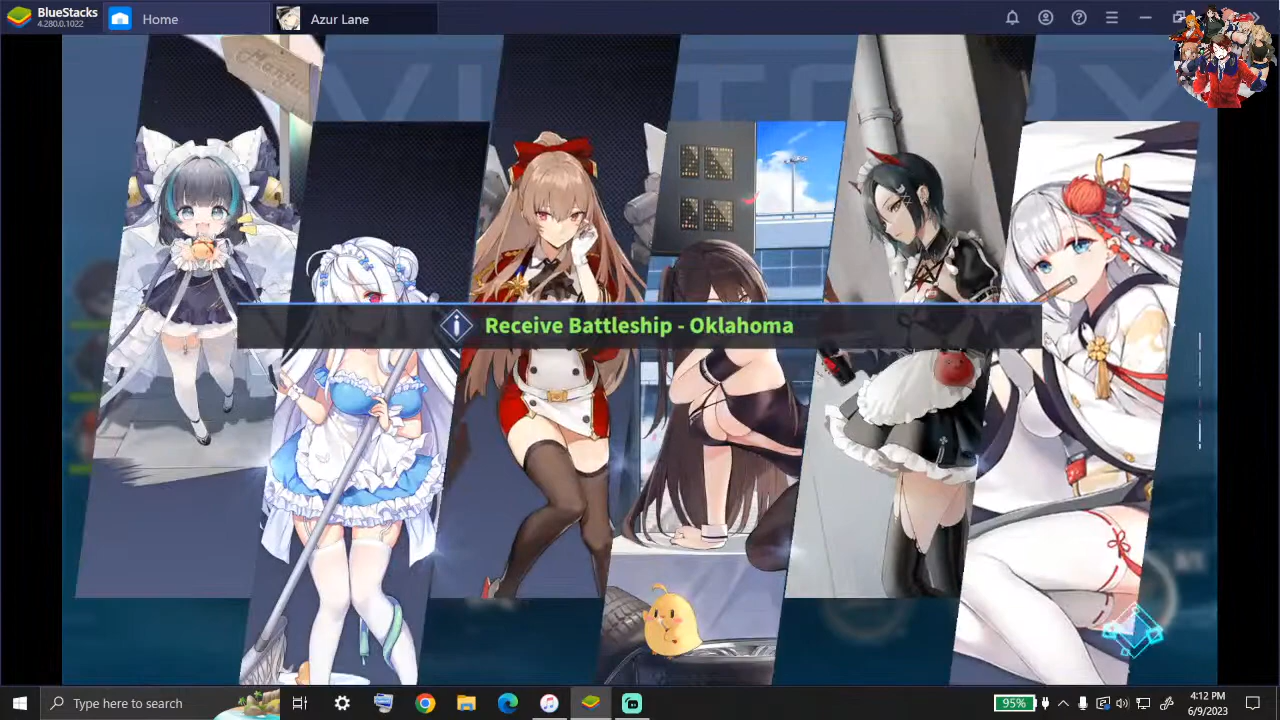 BlueStacks
4.280.0.1022
Home
Azur Lane
VICTORY
Receive Battleship - Oklahoma
Type here to search
95%
4:12 PM
6/9/2023